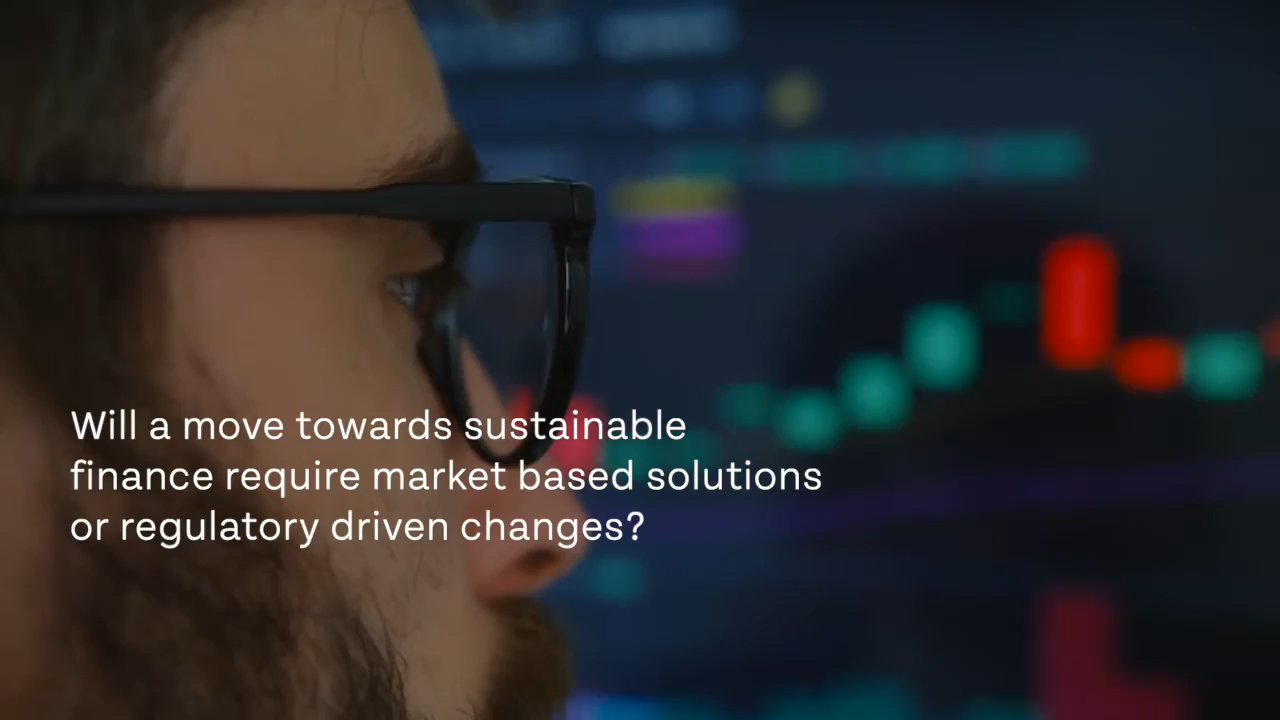 Will a move towards sustainable
finance require market based solutions
or regulatory driven changes?